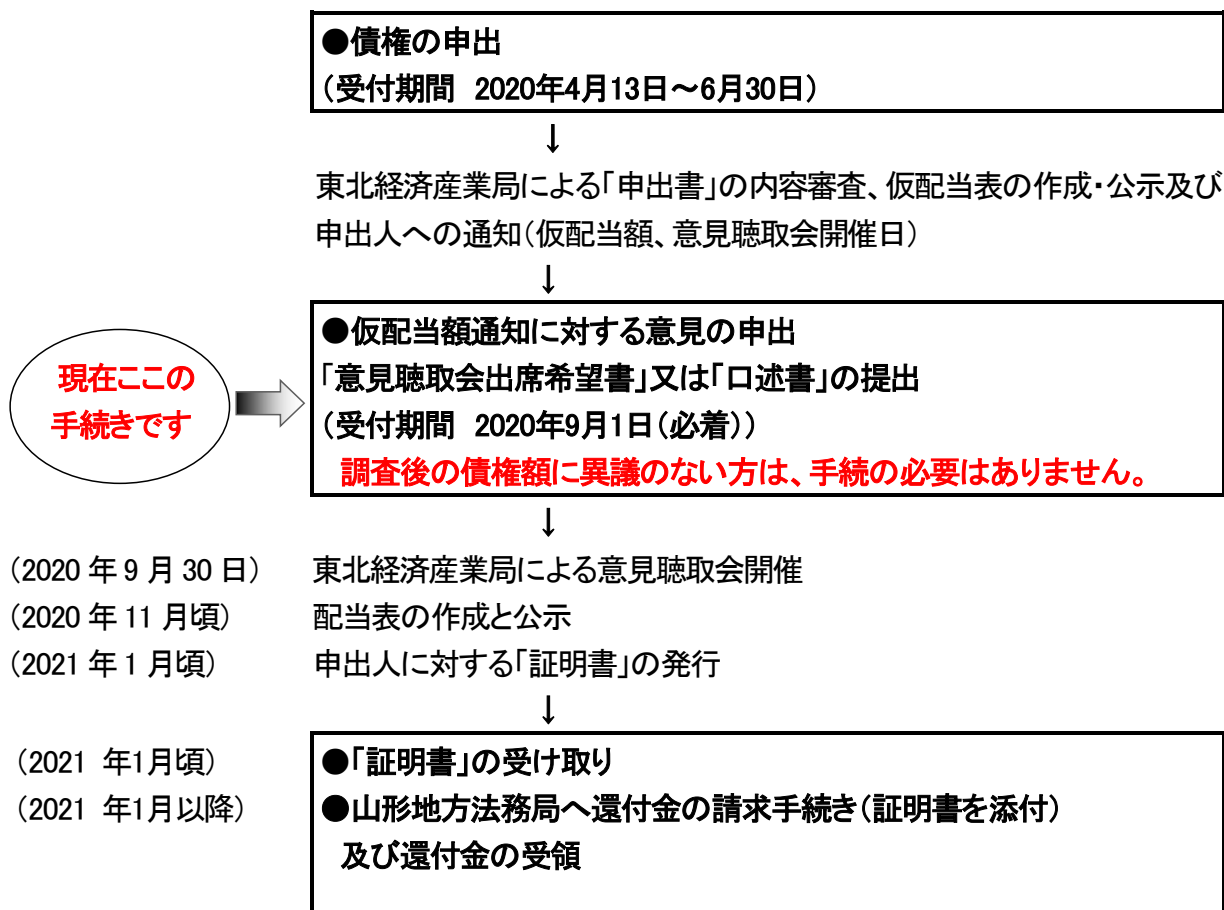 ●債権の申出
(受付期間 2020年4月13日～6月30日)
↓
東北経済産業局による「申出書」の内容審査、仮配当表の作成・公示及び
申出人への通知(仮配当額、意見聴取会開催日)
↓
現在ここの
手続きです
●仮配当額通知に対する意見の申出
「意見聴取会出席希望書」又は「口述書」の提出
(受付期間 2020年9月1日(必着))
調査後の債権額に異議のない方は、手続の必要はありません。
↓
(2020 年 9 月 30 日) 東北経済産業局による意見聴取会開催
(2020 年 11 月頃) 配当表の作成と公示
(2021 年 1 月頃) 申出人に対する「証明書」の発行
↓
(2021 年1月頃) ●「証明書」の受け取り
(2021 年1月以降) ●山形地方法務局へ還付金の請求手続き(証明書を添付)
及び還付金の受領